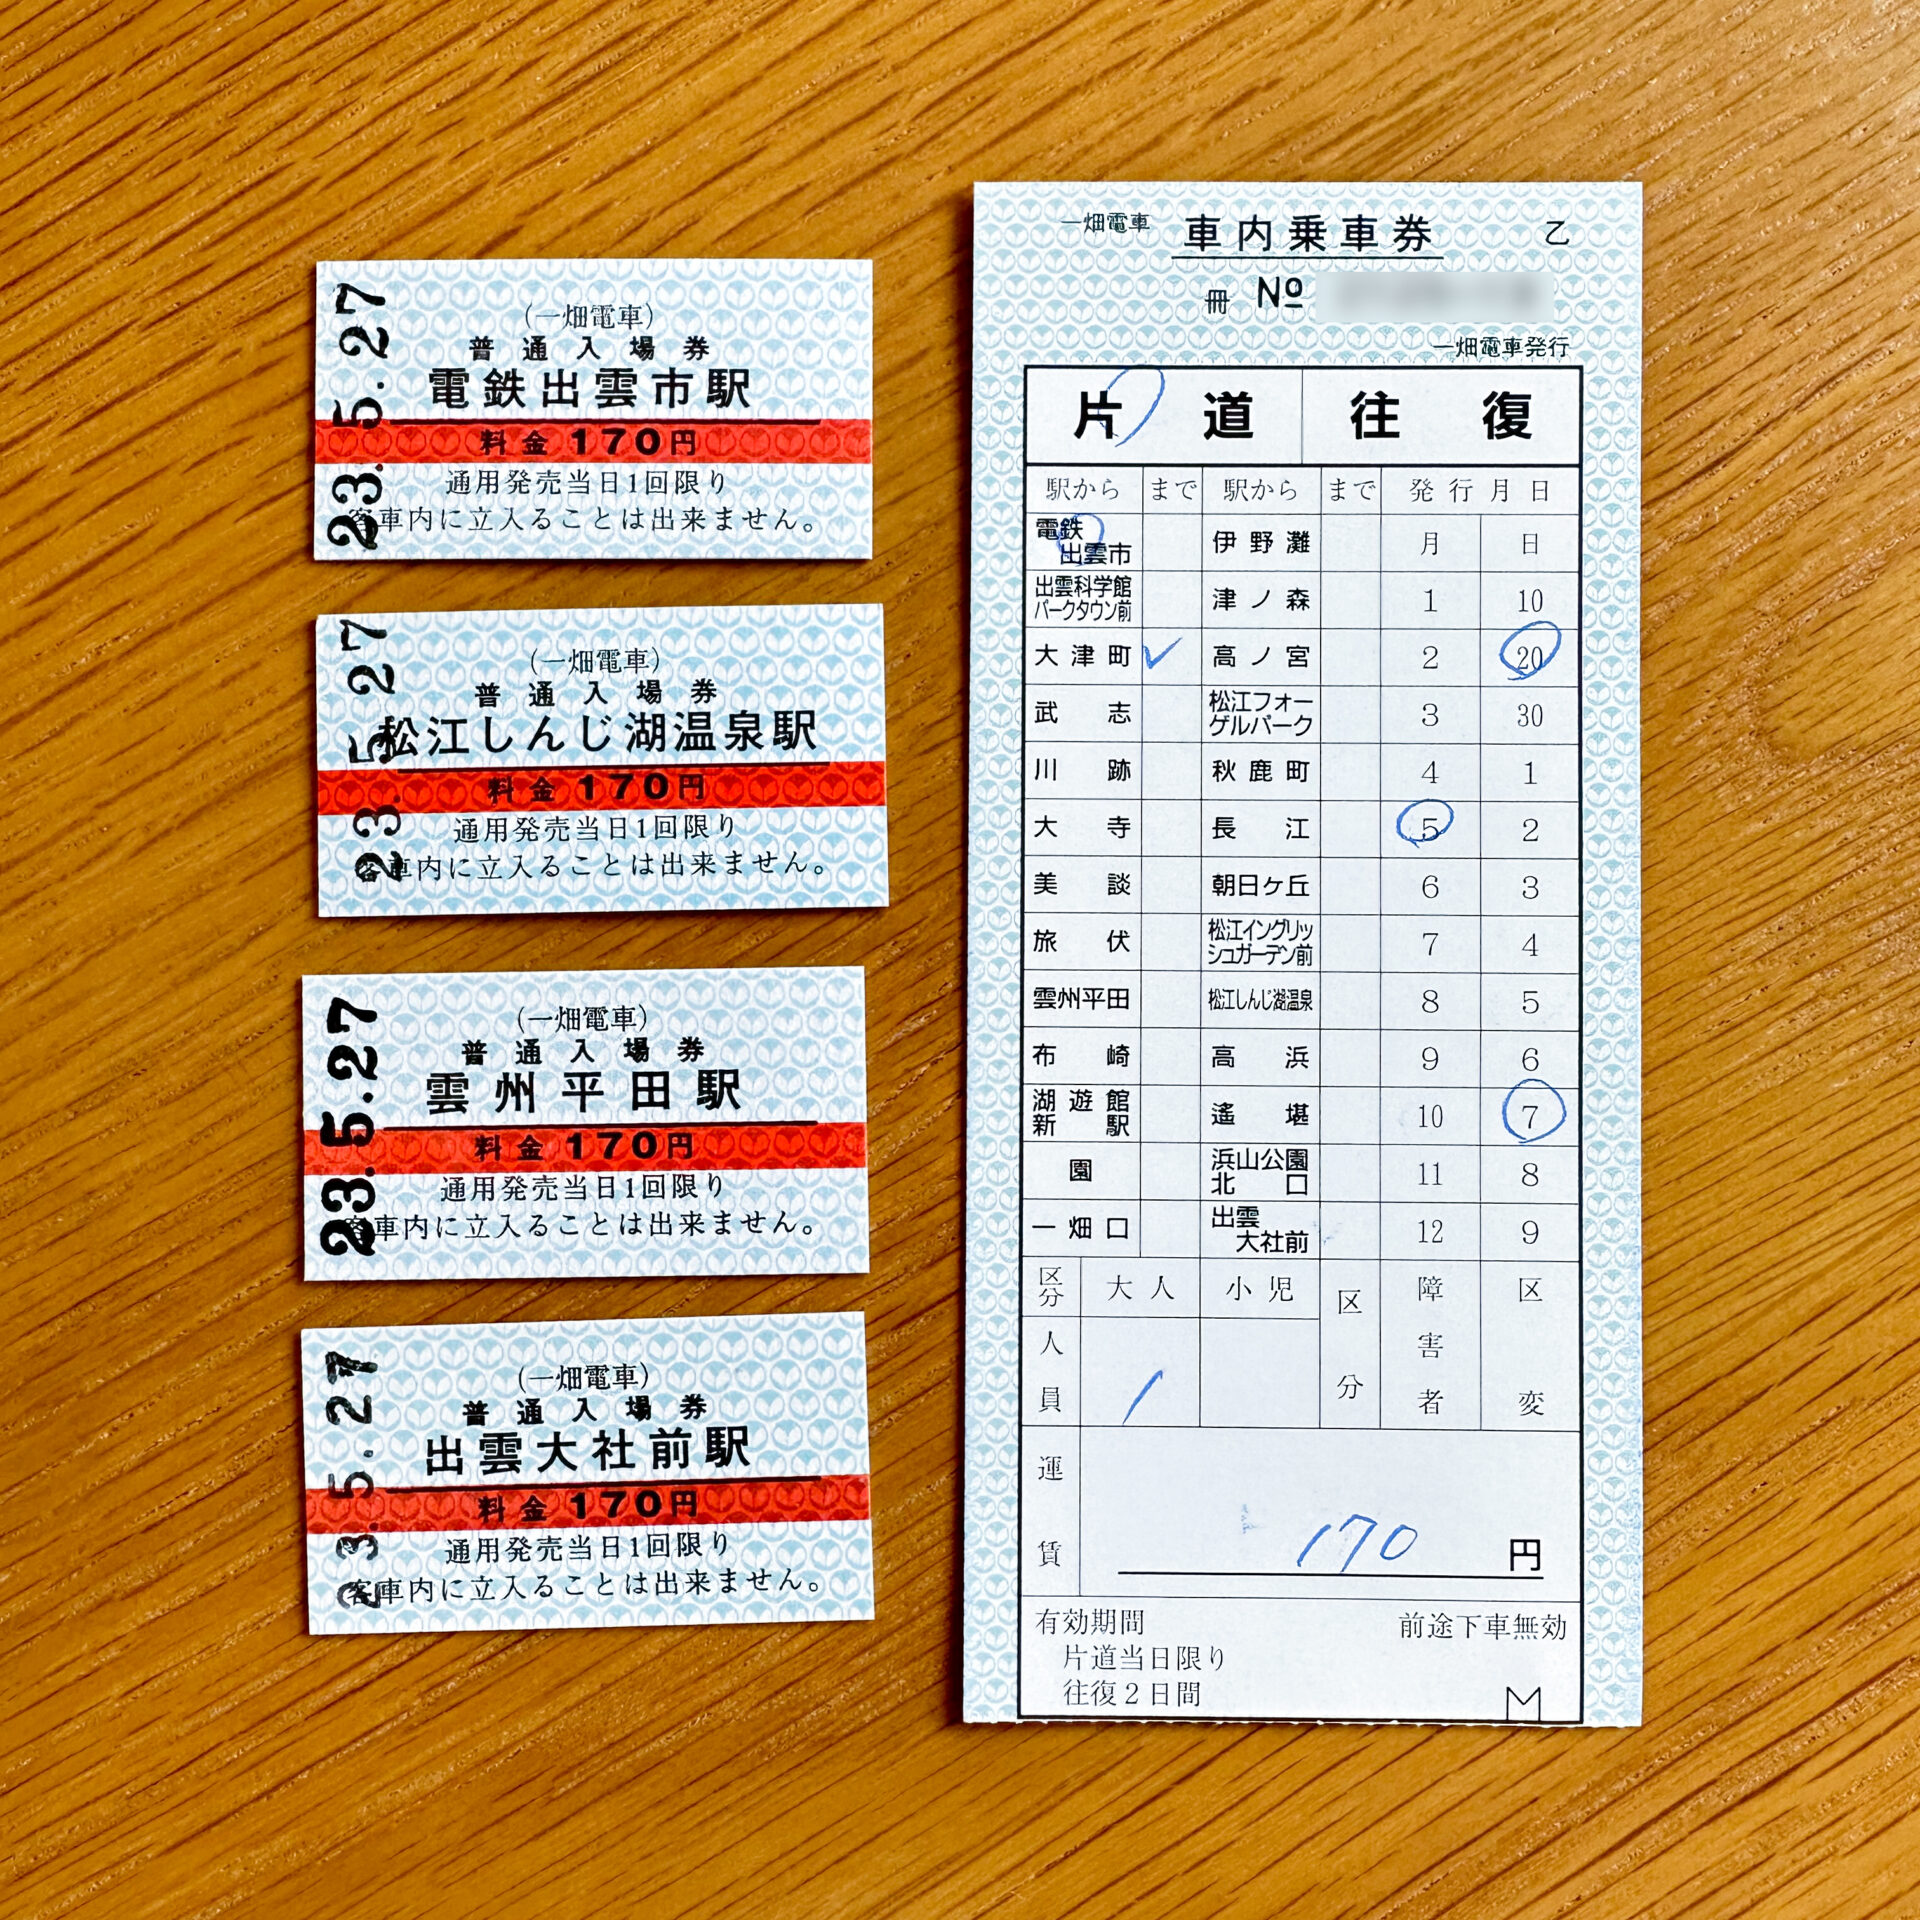 23.5.27
(一畑電車)
普通入場券
電鉄出雲市駅
料金170円
通用発売当日1回限り
客車内に立入ることは出来ません。
23.5.27
(一畑電車)
普通入場券
松江しんじ湖温泉駅
料金170円
通用発売当日1回限り
客車内に立入ることは出来ません。
23.5.27
(一畑電車)
普通入場券
雲州平田駅
料金170円
通用発売当日1回限り
客車内に立入ることは出来ません。
23.5.27
(一畑電車)
普通入場券
出雲大社前駅
料金170円
通用発売当日1回限り
客車内に立入ることは出来ません。
一畑電車 車内乗車券 乙
冊 No
一畑電車発行
片道 往復
駅から まで 駅から まで 発行月日
電鉄出雲市 伊野灘 月 日
出雲科学館パークタウン前 津ノ森 1 10
大津町 ✓ 高ノ宮 2 20
武志 松江フォーゲルパーク 3 30
川跡 秋鹿町 4 1
大寺 長江 5 2
美談 朝日ヶ丘 6 3
旅伏 松江イングリッシュガーデン前 7 4
雲州平田 松江しんじ湖温泉 8 5
布崎 高浜 9 6
湖遊館新駅 遙堪 10 7
園 浜山公園北口 11 8
一畑口 出雲大社前 12 9
区分 大人 小児 区分 障害者 区変
人員 1
運賃 170 円
有効期間 前途下車無効
片道当日限り
往復2日間
M